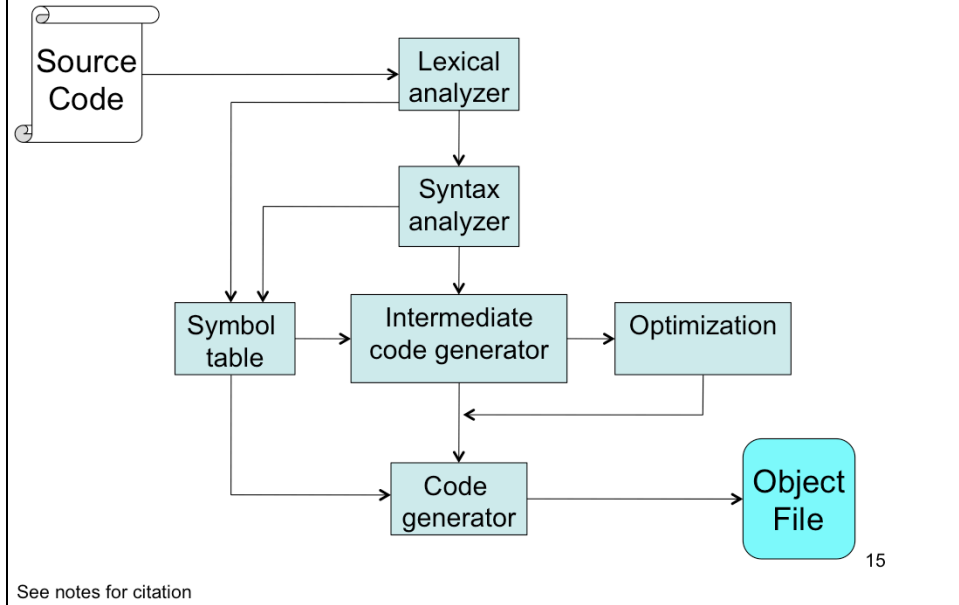 Source
Code
Lexical
analyzer
Syntax
analyzer
Symbol
table
Intermediate
code generator
Optimization
Code
generator
Object
File
15
See notes for citation